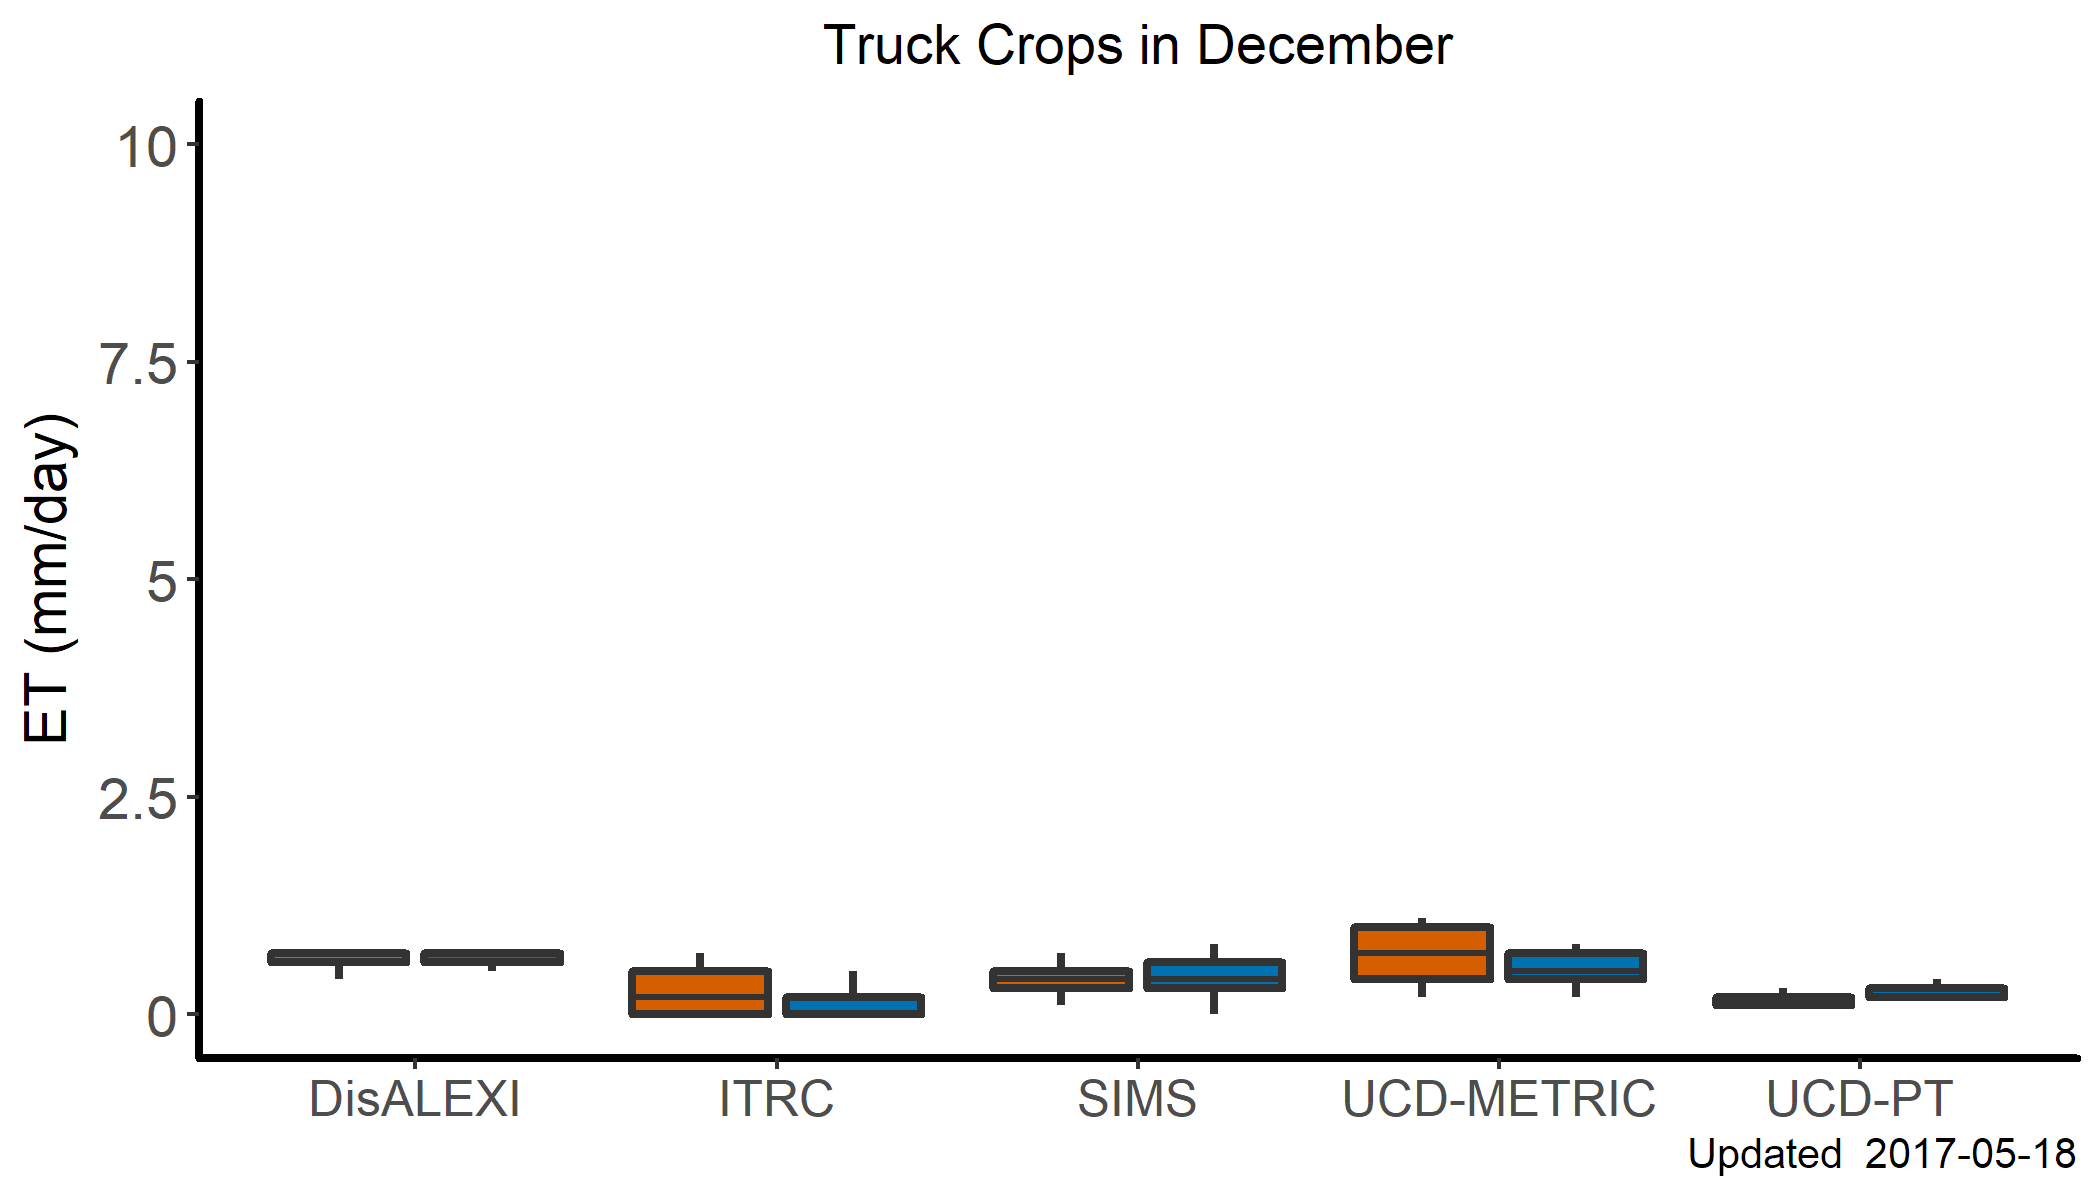 Truck Crops in December
10
7.5
5
2.5
0
ET (mm/day)
DisALEXI ITRC SIMS UCD-METRIC UCD-PT
Updated  2017-05-18